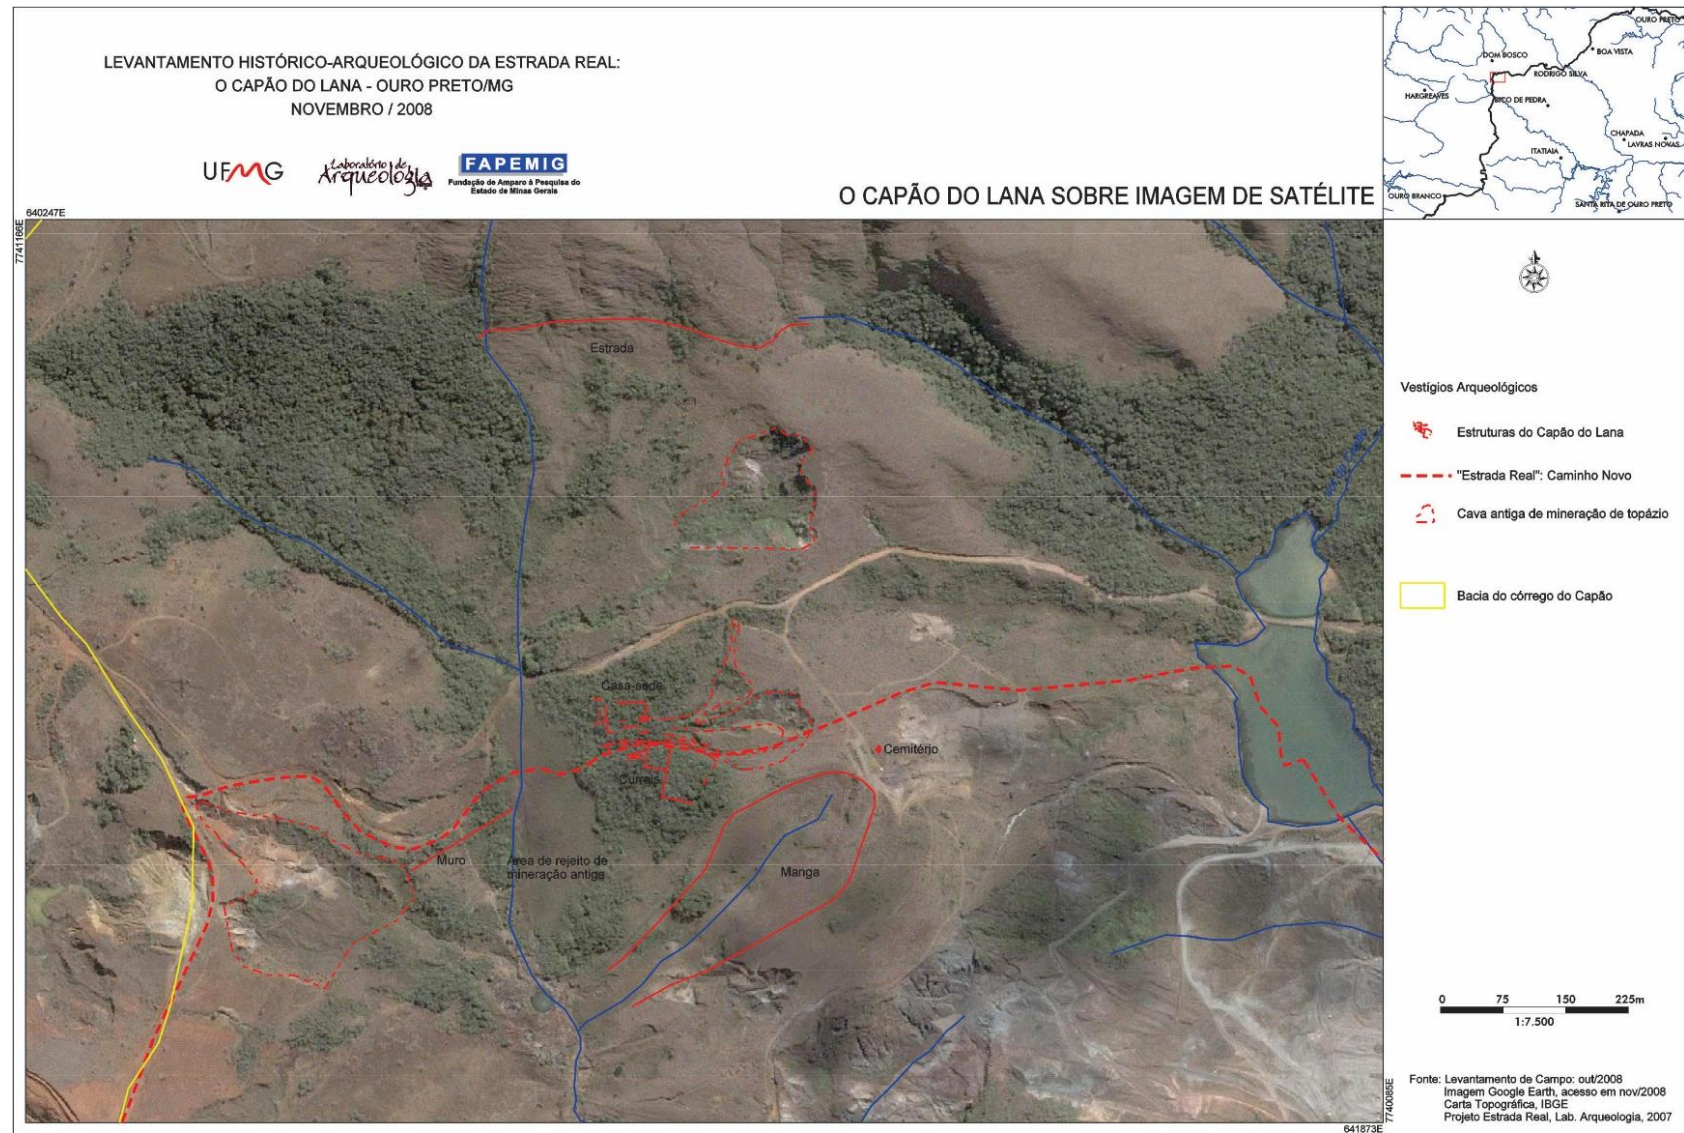 LEVANTAMENTO HISTÓRICO-ARQUEOLÓGICO DA ESTRADA REAL:
O CAPÃO DO LANA - OURO PRETO/MG
NOVEMBRO / 2008
UFMG
Laboratório de
Arqueologia
FAPEMIG
Fundação de Amparo à Pesquisa do
Estado de Minas Gerais
O CAPÃO DO LANA SOBRE IMAGEM DE SATÉLITE
OURO PRETO
BOA VISTA
DOM BOSCO
RODRIGO SILVA
HARGREAVES
BICO DE PEDRA
CHAPADA
LAVRAS NOVAS
ITATIAIA
OURO BRANCO
SANTA RITA DE OURO PRETO
640247E
7741166E
Estrada
Casa-sede
Cemitério
Currais
Muro
Área de rejeito de
mineração antiga
Manga
Vestígios Arqueológicos
Estruturas do Capão do Lana
"Estrada Real": Caminho Novo
Cava antiga de mineração de topázio
Bacia do córrego do Capão
0 75 150 225m
1:7.500
7740085E
641873E
Fonte: Levantamento de Campo: out/2008
Imagem Google Earth, acesso em nov/2008
Carta Topográfica, IBGE
Projeto Estrada Real, Lab. Arqueologia, 2007